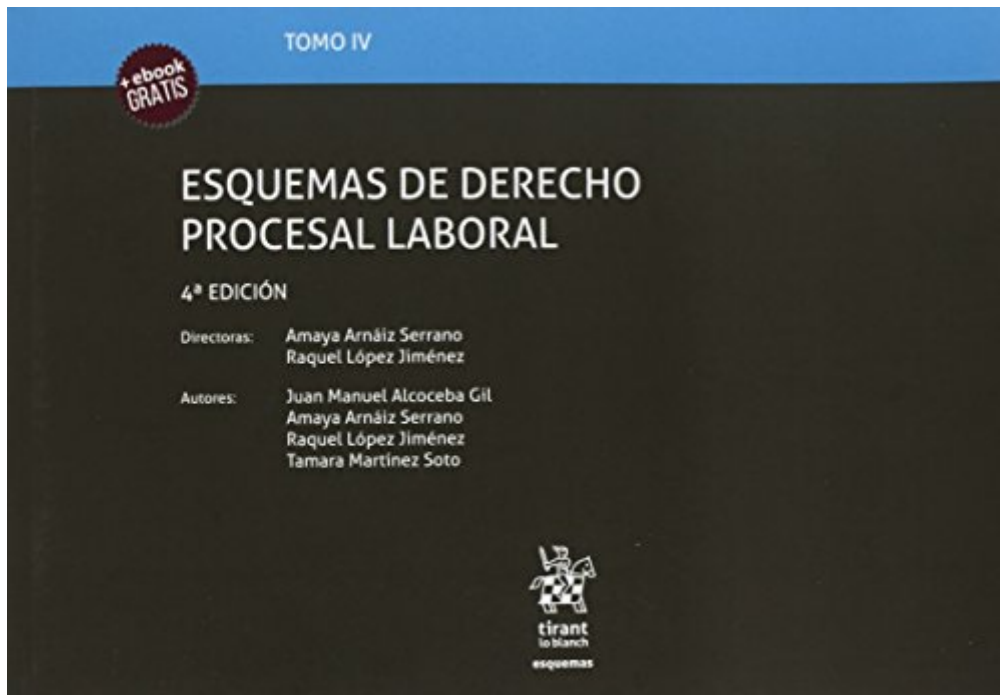 TOMO IV
+ ebook
GRATIS
ESQUEMAS DE DERECHO
PROCESAL LABORAL
4ª EDICIÓN
Directoras: Amaya Arnáiz Serrano
Raquel López Jiménez
Autores: Juan Manuel Alcoceba Gil
Amaya Arnáiz Serrano
Raquel López Jiménez
Tamara Martínez Soto
tirant
lo blanch
esquemas